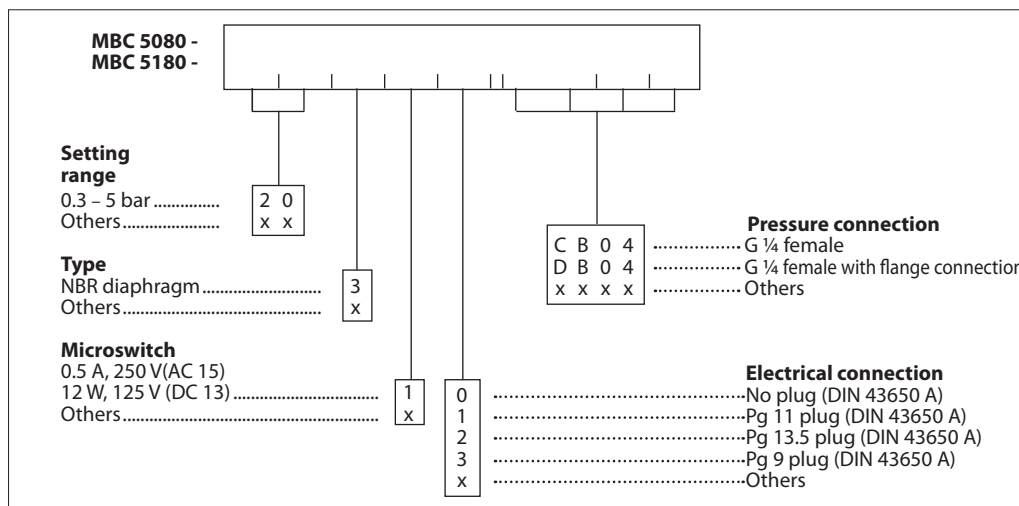 MBC 5080 -
MBC 5180 -
Setting
range
0.3 – 5 bar ............... 2 0
Others...................... x x
Type
NBR diaphragm..................... 3
Others........................................... x
Microswitch
0.5 A, 250 V(AC 15)
12 W, 125 V (DC 13)........................... 1
Others..................................................... x
Pressure connection
C B 0 4 .................. G ¼ female
D B 0 4 .................. G ¼ female with flange connection
x x x x .................. Others
Electrical connection
0 ..................................................No plug (DIN 43650 A)
1 ..................................................Pg 11 plug (DIN 43650 A)
2 ..................................................Pg 13.5 plug (DIN 43650 A)
3 ..................................................Pg 9 plug (DIN 43650 A)
x ..................................................Others